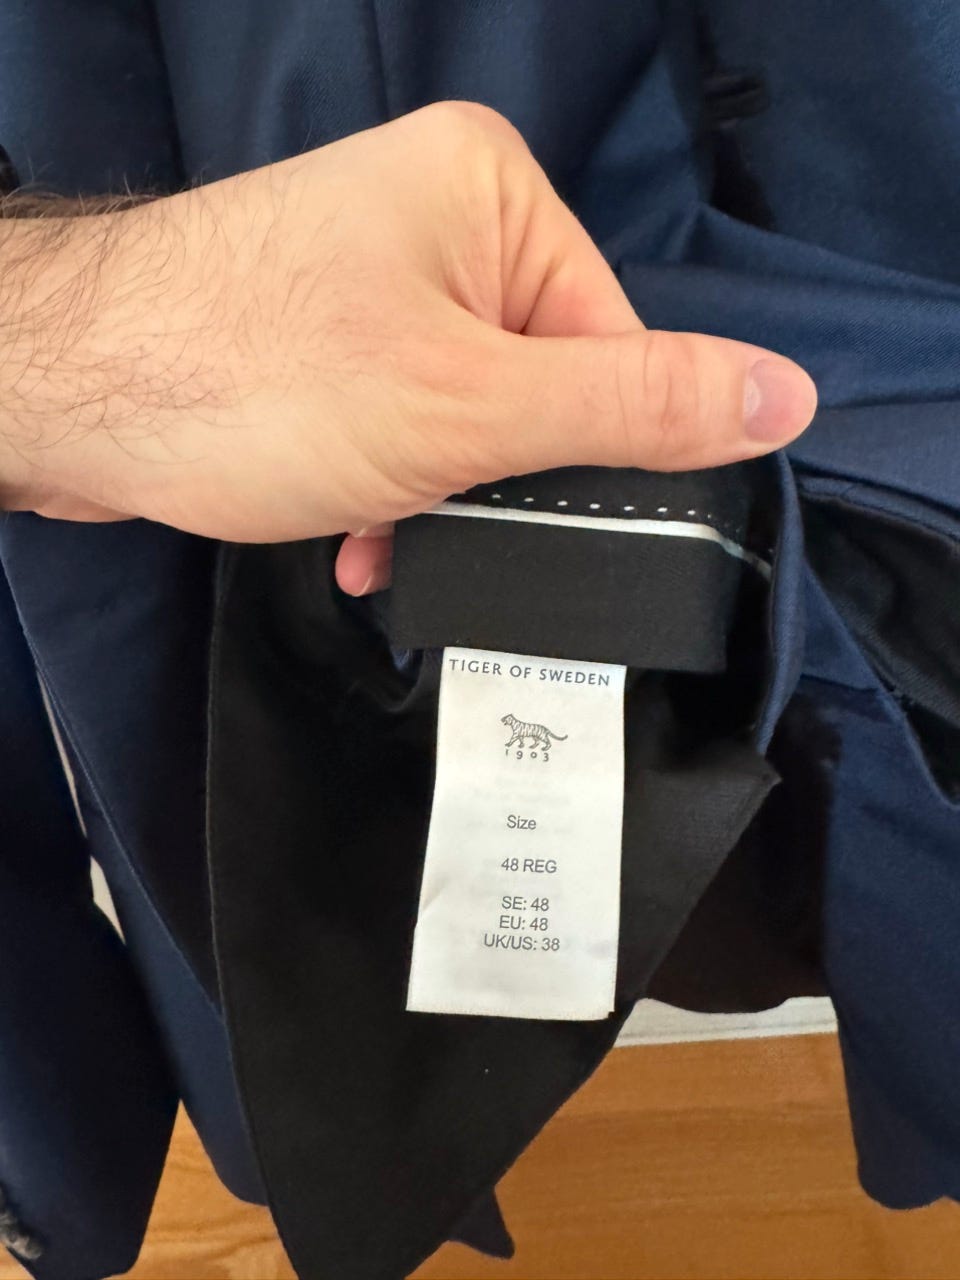 TIGER OF SWEDEN
1903
Size
48 REG
SE: 48
EU: 48
UK/US: 38